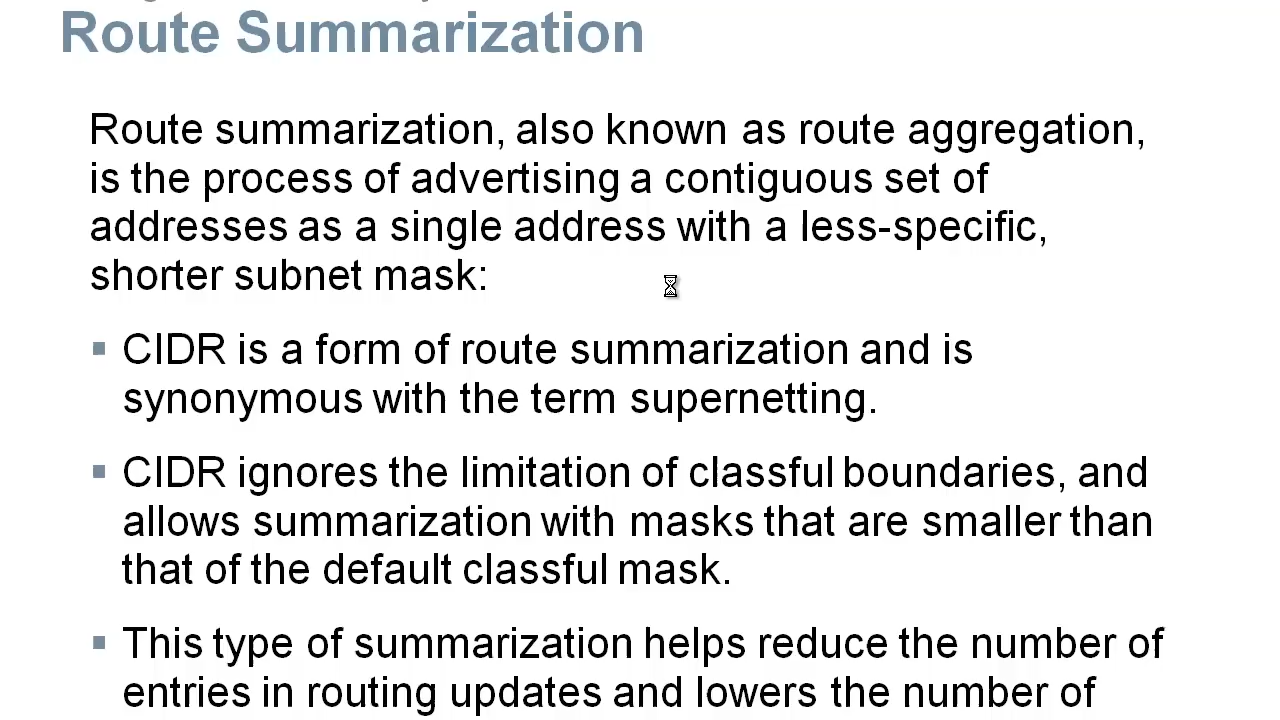 Route Summarization
Route summarization, also known as route aggregation,
is the process of advertising a contiguous set of
addresses as a single address with a less-specific,
shorter subnet mask:
▪ CIDR is a form of route summarization and is
synonymous with the term supernetting.
▪ CIDR ignores the limitation of classful boundaries, and
allows summarization with masks that are smaller than
that of the default classful mask.
▪ This type of summarization helps reduce the number of
entries in routing updates and lowers the number of